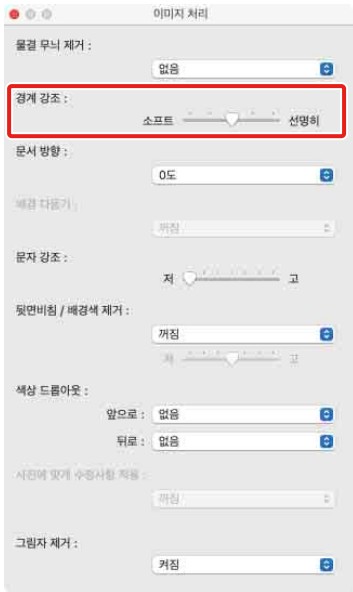 이미지 처리
물결 무늬 제거 :
없음
경계 강조 :
소프트 선명히
문서 방향 :
0도
배경 다듬기 :
꺼짐
문자 강조 :
저 고
뒷면비침 / 배경색 제거 :
꺼짐
저 고
색상 드롭아웃 :
앞으로 : 없음
뒤로 : 없음
사전에 맞게 수정사항 적용 :
꺼짐
그림자 제거 :
켜짐